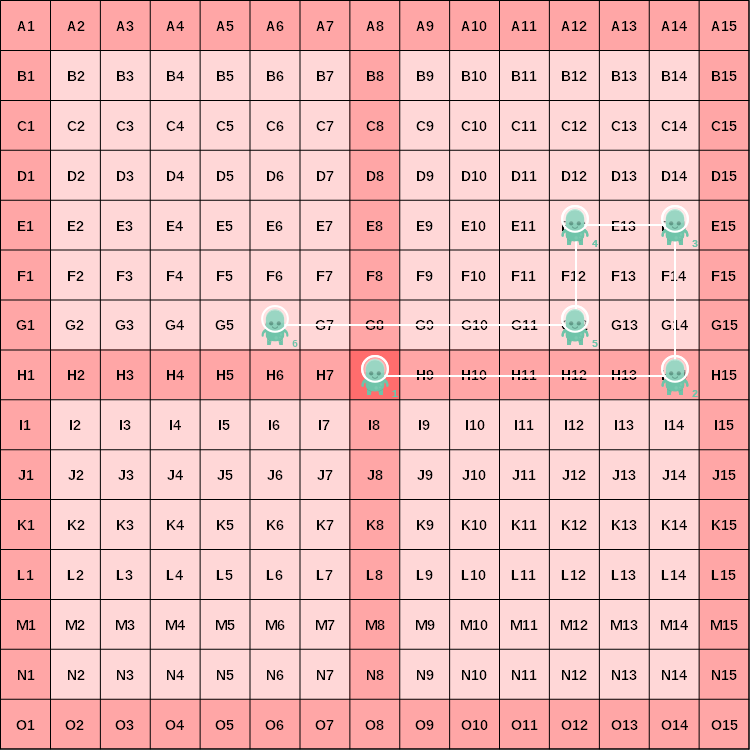 A1 A2 A3 A4 A5 A6 A7 A8 A9 A10 A11 A12 A13 A14 A15
B1 B2 B3 B4 B5 B6 B7 B8 B9 B10 B11 B12 B13 B14 B15
C1 C2 C3 C4 C5 C6 C7 C8 C9 C10 C11 C12 C13 C14 C15
D1 D2 D3 D4 D5 D6 D7 D8 D9 D10 D11 D12 D13 D14 D15
E1 E2 E3 E4 E5 E6 E7 E8 E9 E10 E11 4 E13 3 E15
F1 F2 F3 F4 F5 F6 F7 F8 F9 F10 F11 F12 F13 F14 F15
G1 G2 G3 G4 G5 6 G7 G8 G9 G10 G11 5 G13 G14 G15
H1 H2 H3 H4 H5 H6 H7 1 H9 H10 H11 H12 H13 2 H15
I1 I2 I3 I4 I5 I6 I7 I8 I9 I10 I11 I12 I13 I14 I15
J1 J2 J3 J4 J5 J6 J7 J8 J9 J10 J11 J12 J13 J14 J15
K1 K2 K3 K4 K5 K6 K7 K8 K9 K10 K11 K12 K13 K14 K15
L1 L2 L3 L4 L5 L6 L7 L8 L9 L10 L11 L12 L13 L14 L15
M1 M2 M3 M4 M5 M6 M7 M8 M9 M10 M11 M12 M13 M14 M15
N1 N2 N3 N4 N5 N6 N7 N8 N9 N10 N11 N12 N13 N14 N15
O1 O2 O3 O4 O5 O6 O7 O8 O9 O10 O11 O12 O13 O14 O15